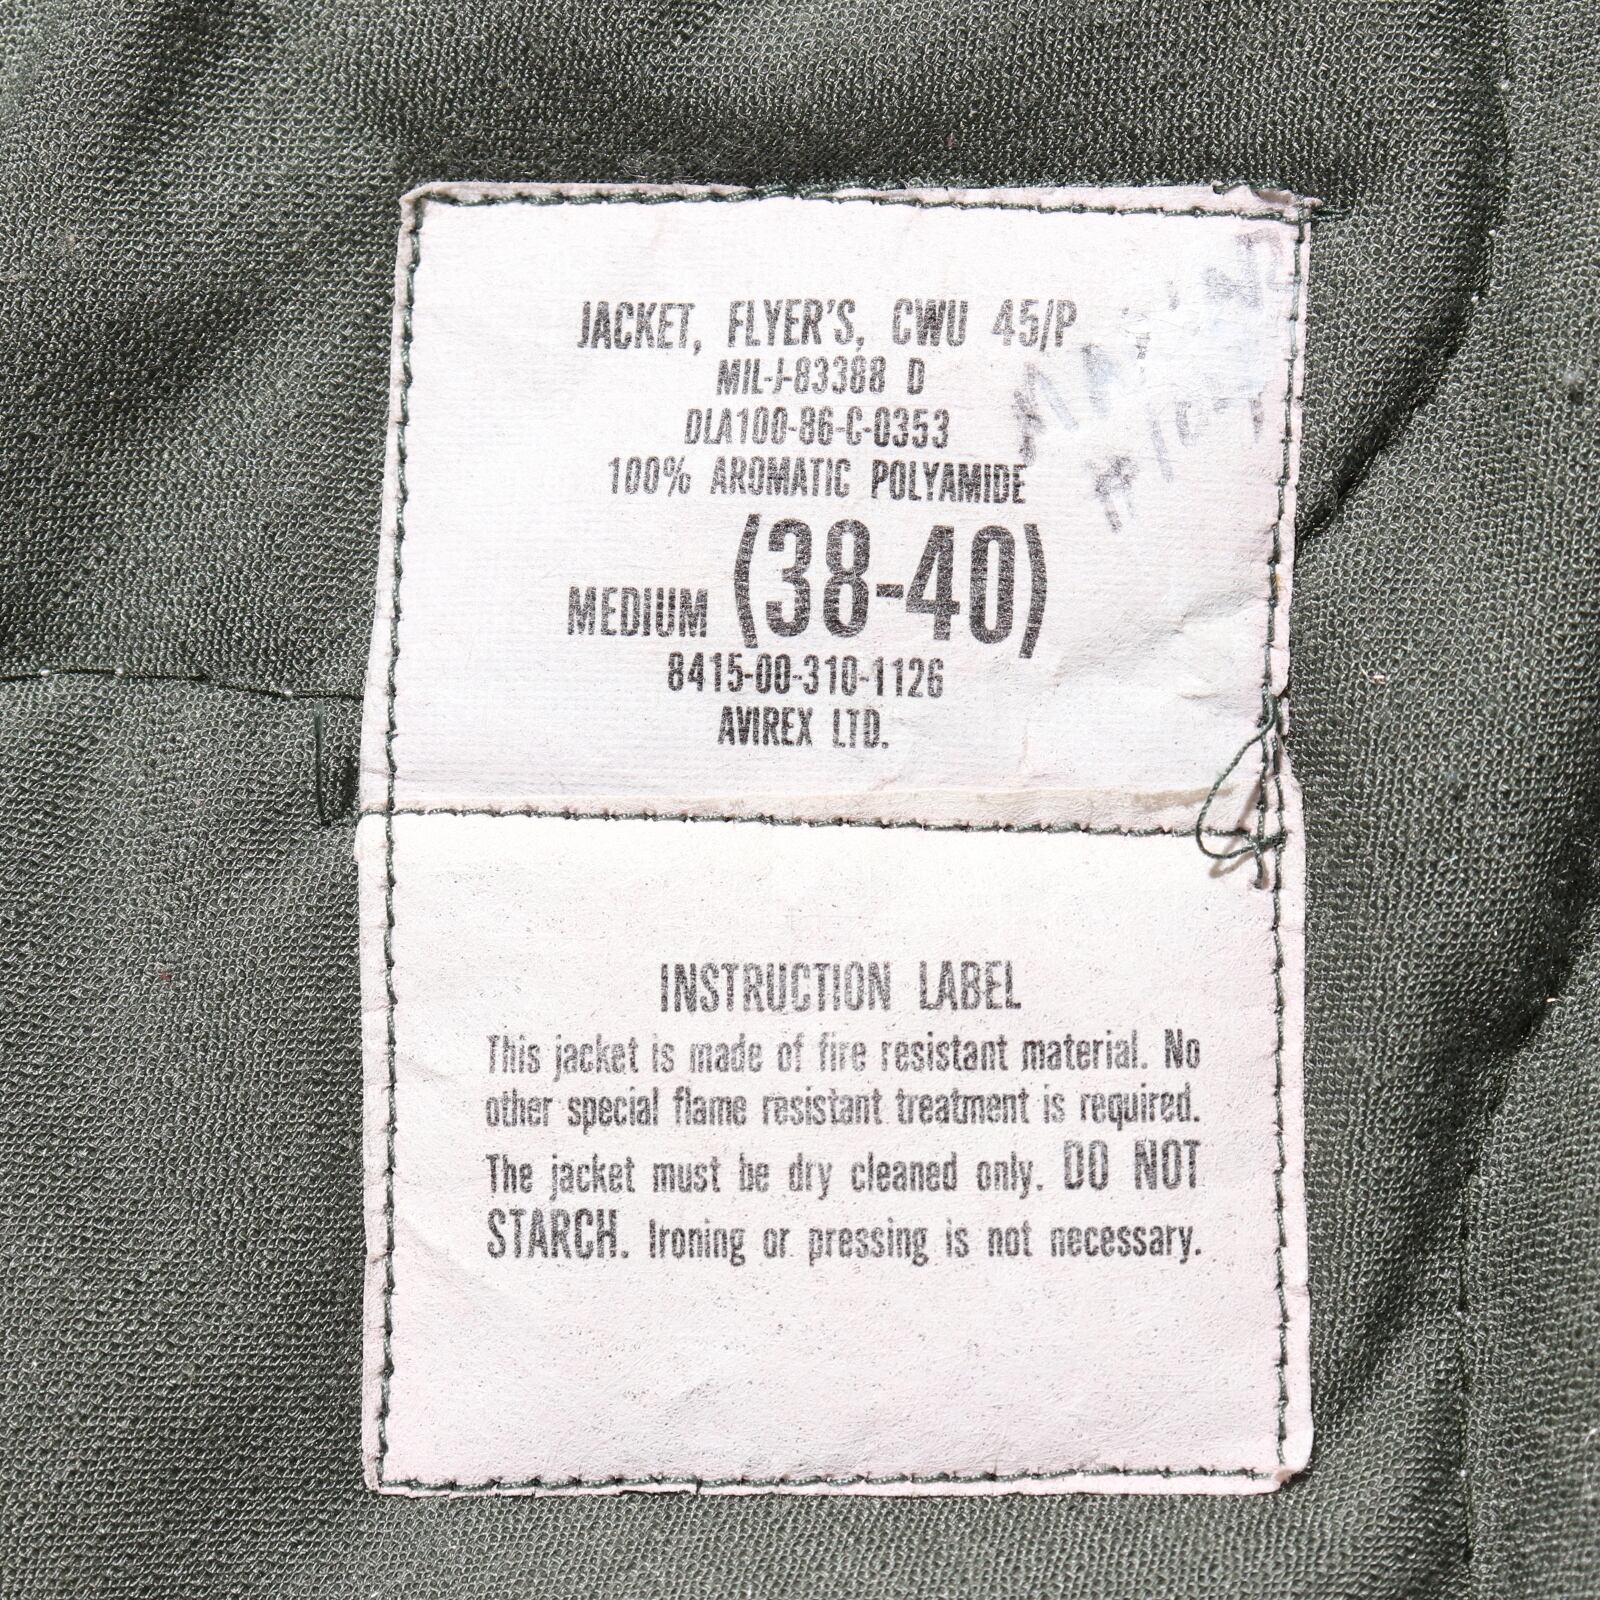 JACKET, FLYER'S, CWU 45/P
MIL-J-83388 D
DLA100-86-C-0353
100% AROMATIC POLYAMIDE
MEDIUM (38-40)
8415-00-310-1126
AVIREX LTD.
INSTRUCTION LABEL
This jacket is made of fire resistant material. No
other special flame resistant treatment is required.
The jacket must be dry cleaned only. DO NOT
STARCH. Ironing or pressing is not necessary.